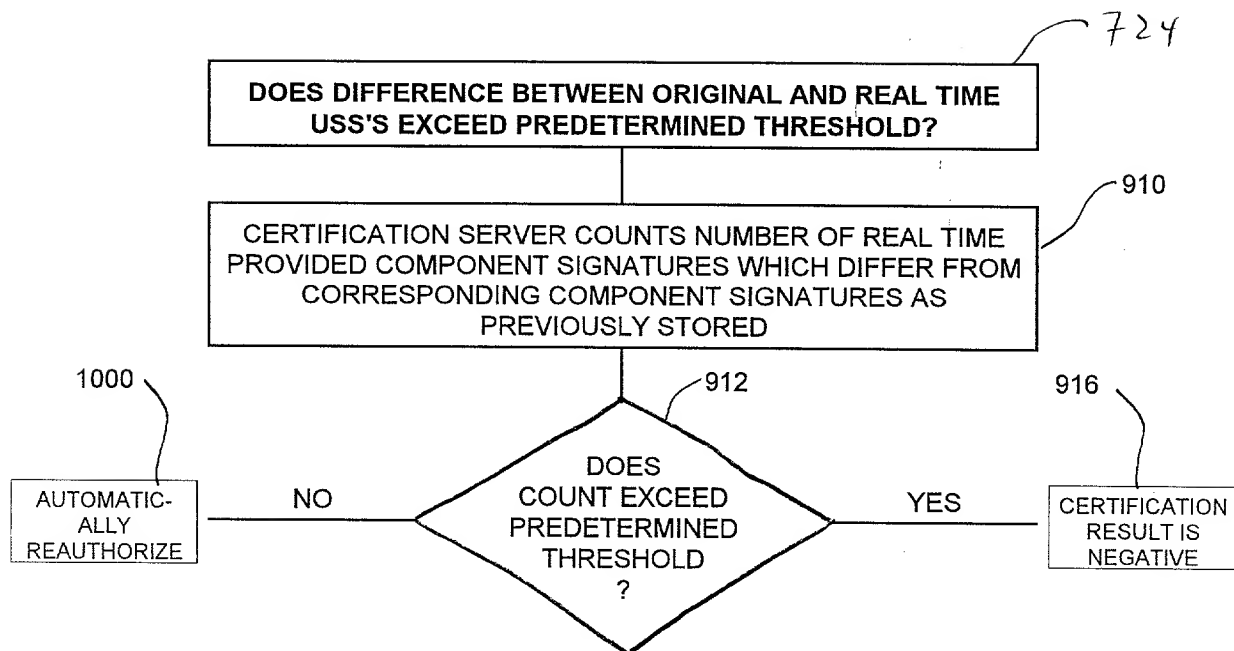 724
DOES DIFFERENCE BETWEEN ORIGINAL AND REAL TIME
USS'S EXCEED PREDETERMINED THRESHOLD?
910
CERTIFICATION SERVER COUNTS NUMBER OF REAL TIME
PROVIDED COMPONENT SIGNATURES WHICH DIFFER FROM
CORRESPONDING COMPONENT SIGNATURES AS
PREVIOUSLY STORED
1000
912
916
DOES
COUNT EXCEED
PREDETERMINED
THRESHOLD
?
NO
YES
AUTOMATIC-
ALLY
REAUTHORIZE
CERTIFICATION
RESULT IS
NEGATIVE